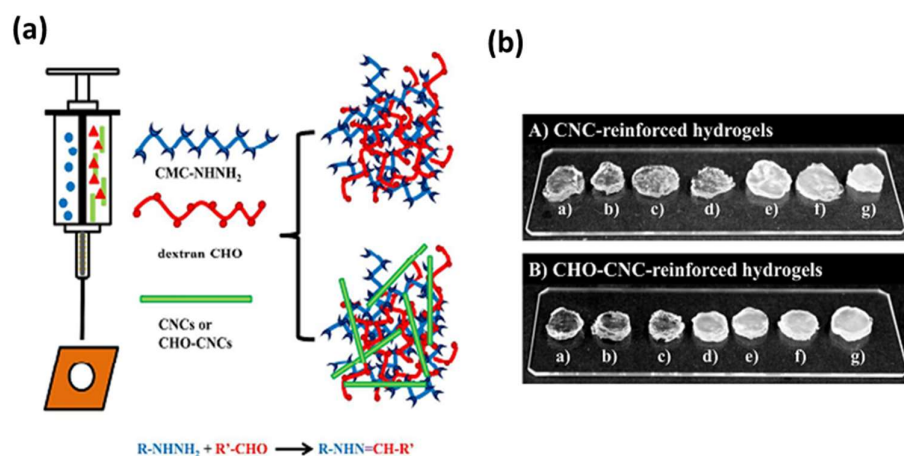 (a)
CMC-NHNH₂
dextran CHO
CNCs or
CHO-CNCs
R-NHNH₂ + R'-CHO → R-NHN=CH-R'
(b)
A) CNC-reinforced hydrogels
a) b) c) d) e) f) g)
B) CHO-CNC-reinforced hydrogels
a) b) c) d) e) f) g)